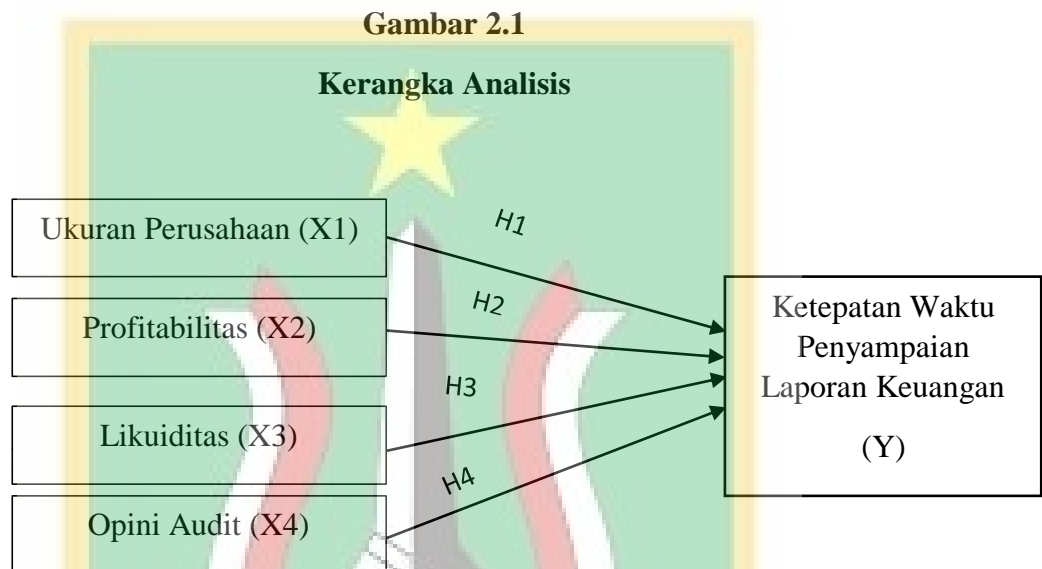 Gambar 2.1
Kerangka Analisis
Ukuran Perusahaan (X1)
H1
Profitabilitas (X2)
H2
Ketepatan Waktu
Penyampaian
Laporan Keuangan
(Y)
H3
Likuiditas (X3)
H4
Opini Audit (X4)